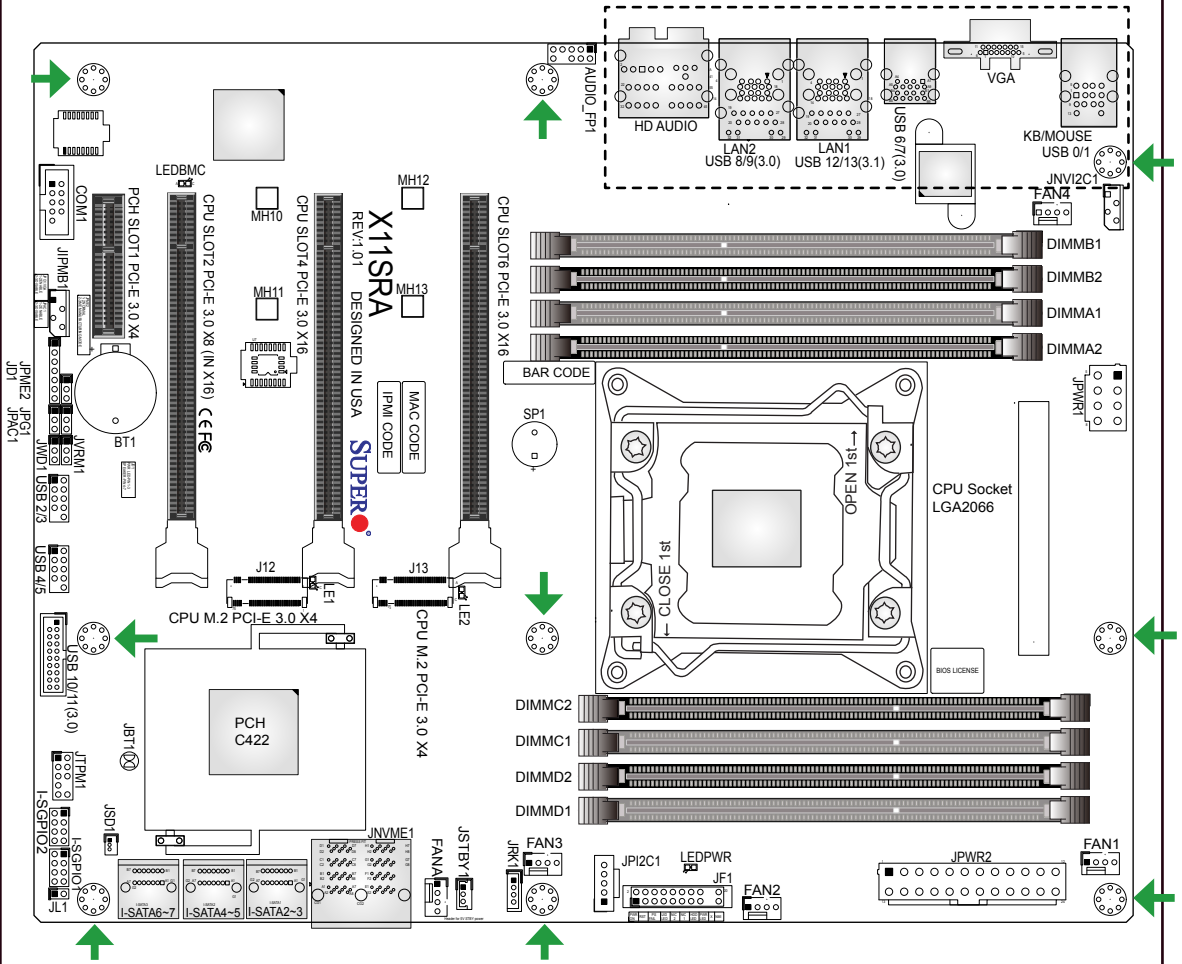 AUDIO_FP1
HD AUDIO
LAN2
USB 8/9(3.0)
LAN1
USB 12/13(3.1)
USB 6/7(3.0)
VGA
KB/MOUSE
USB 0/1
JNVI2C1
FAN4
COM1
LEDBMC
PCH SLOT1 PCI-E 3.0 X4
CPU SLOT2 PCI-E 3.0 X8 (IN X16)
MH10
MH11
CPU SLOT4 PCI-E 3.0 X16
X11SRA
REV:1.01
DESIGNED IN USA
SUPER
MH12
MH13
CPU SLOT6 PCI-E 3.0 X16
DIMMB1
DIMMB2
DIMMA1
DIMMA2
JIPMB1
JPME2
JD1
JPG1
JPAC1
JWD1
JVRM1
BT1
CE FC
IPMI CODE
MAC CODE
BAR CODE
SP1
JPWR1
OPEN 1st
CLOSE 1st
CPU Socket
LGA2066
USB 2/3
USB 4/5
J12
LE1
CPU M.2 PCI-E 3.0 X4
J13
LE2
CPU M.2 PCI-E 3.0 X4
USB 10/11(3.0)
PCH
C422
BIOS LICENSE
JBT1
DIMMC2
DIMMC1
DIMMD2
DIMMD1
JTPM1
I-SGPIO2
I-SGPIO1
JSD1
JL1
I-SATA6~7
I-SATA4~5
I-SATA2~3
JNVME1
FANA
JSTBY1
JRK1
FAN3
JPI2C1
LEDPWR
JF1
FAN2
JPWR2
FAN1